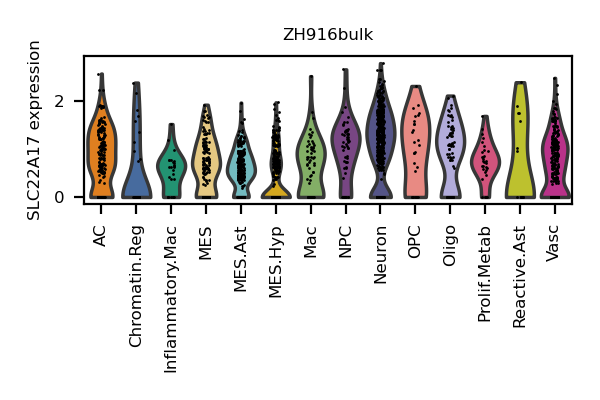 ZH916bulk
SLC22A17 expression
2
0
AC
Chromatin.Reg
Inflammatory.Mac
MES
MES.Ast
MES.Hyp
Mac
NPC
Neuron
OPC
Oligo
Prolif.Metab
Reactive.Ast
Vasc